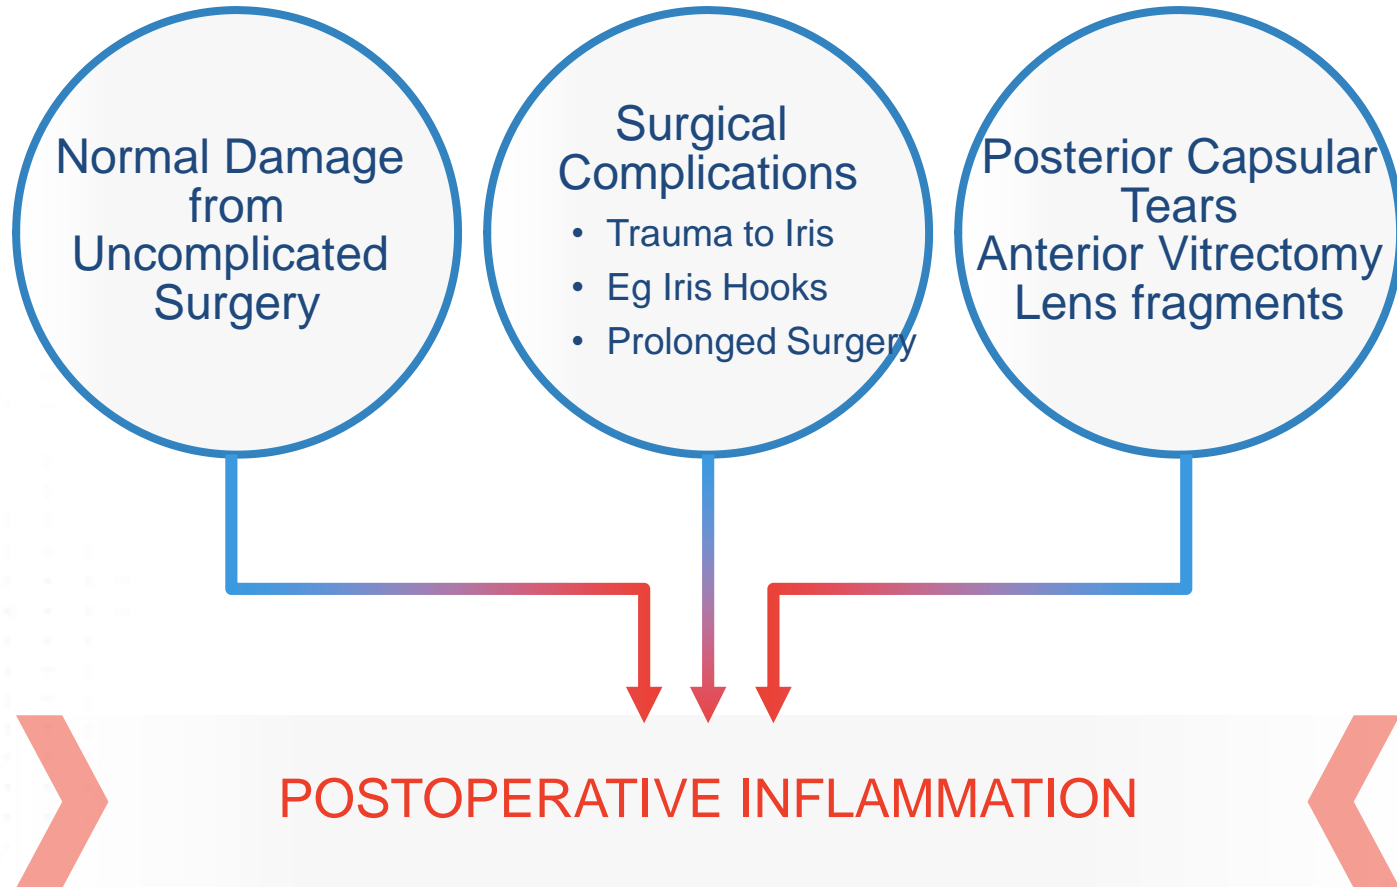 Normal Damage
from
Uncomplicated
Surgery
Surgical
Complications
• Trauma to Iris
• Eg Iris Hooks
• Prolonged Surgery
Posterior Capsular
Tears
Anterior Vitrectomy
Lens fragments
POSTOPERATIVE INFLAMMATION